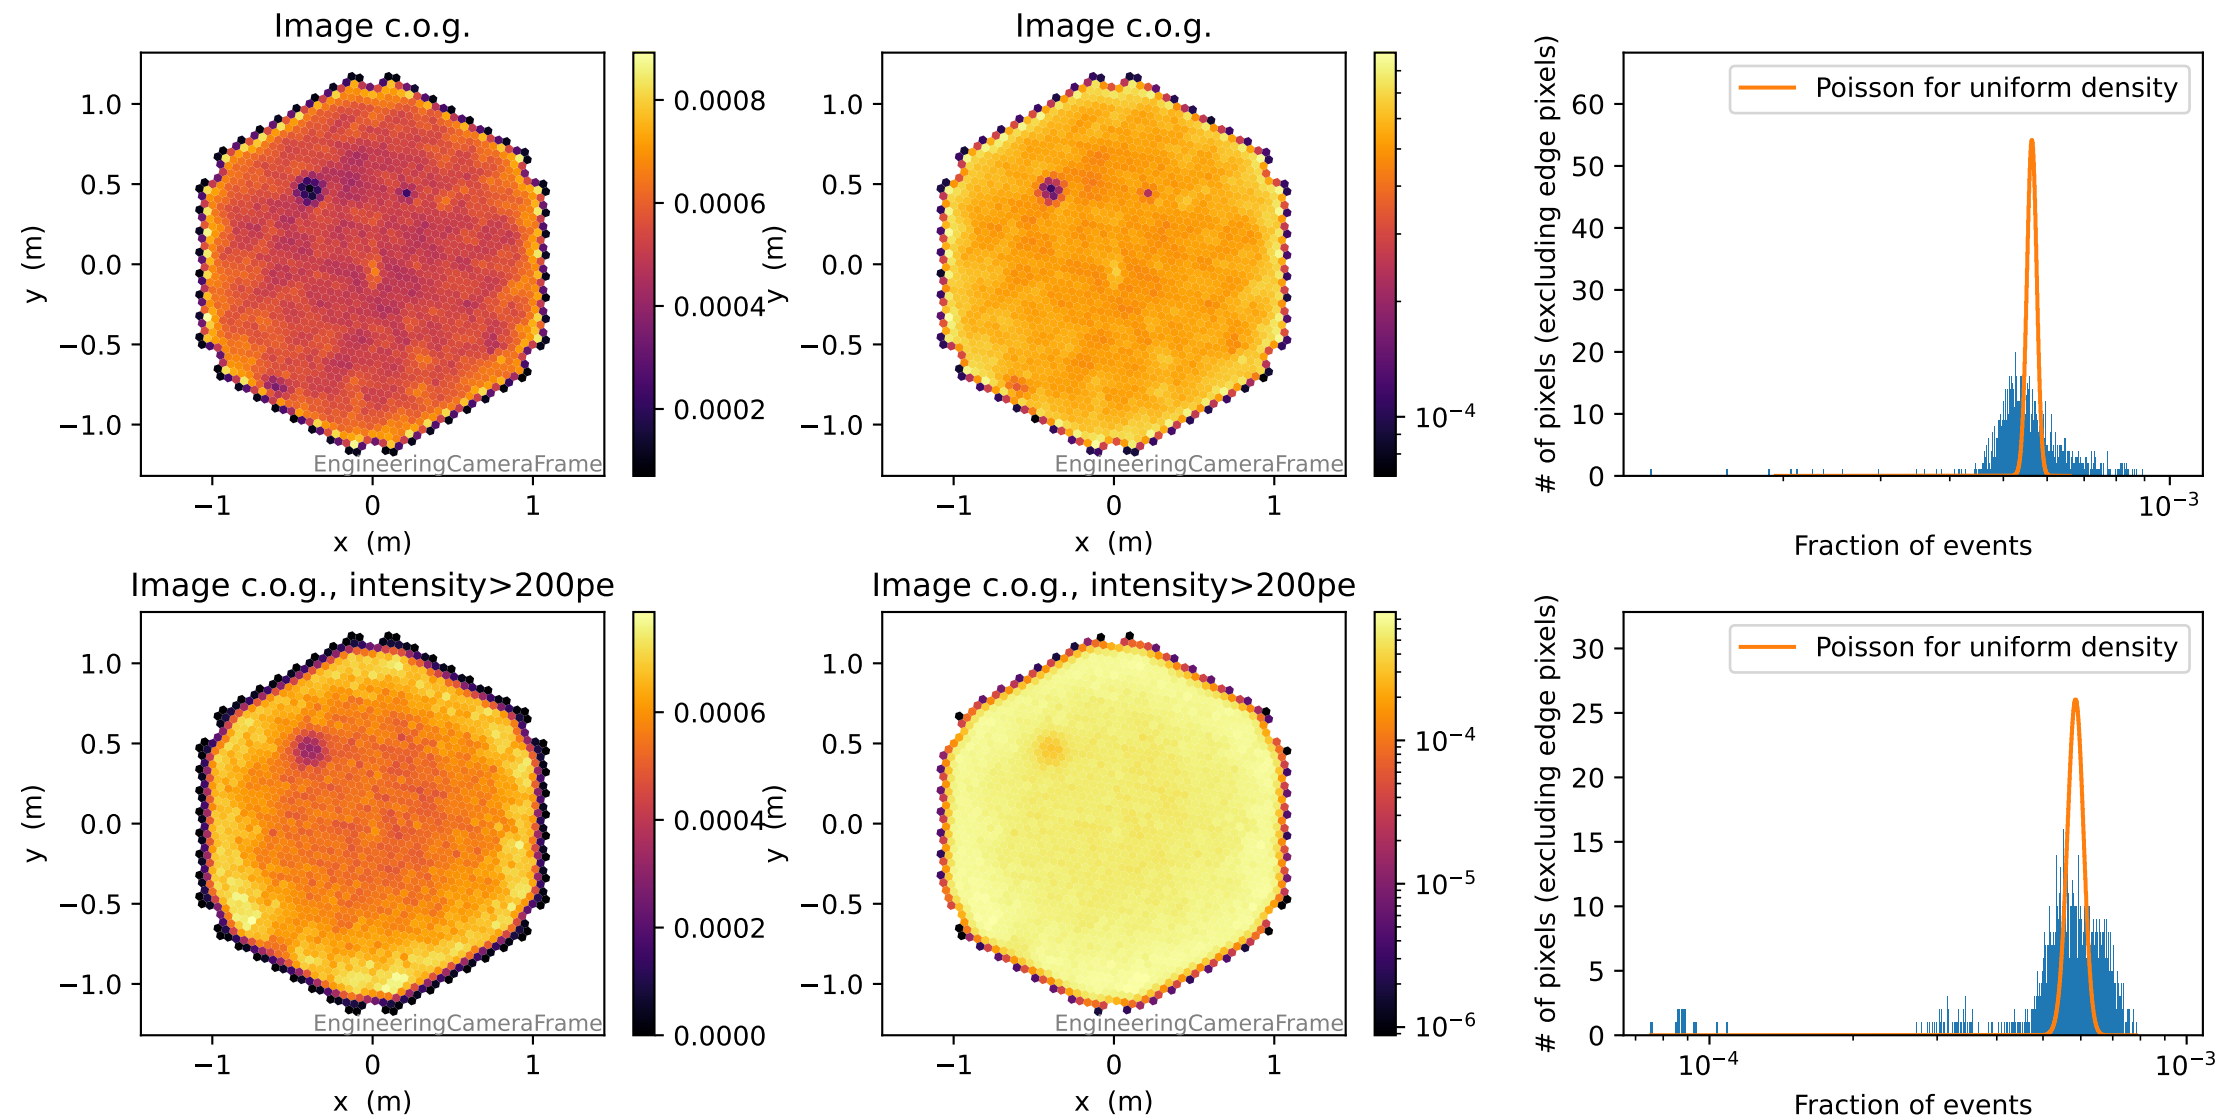 Image c.o.g.
1.0
0.5
0.0
−0.5
−1.0
y (m)
−1
0
1
x (m)
EngineeringCameraFrame
0.0008
0.0006
0.0004
0.0002
Image c.o.g.
1.0
0.5
0.0
−0.5
−1.0
y (m)
−1
0
1
x (m)
EngineeringCameraFrame
10⁻⁴
Poisson for uniform density
# of pixels (excluding edge pixels)
60
50
40
30
20
10
0
10⁻³
Fraction of events
Image c.o.g., intensity>200pe
1.0
0.5
0.0
−0.5
−1.0
y (m)
−1
0
1
x (m)
EngineeringCameraFrame
0.0006
0.0004
0.0002
0.0000
Image c.o.g., intensity>200pe
1.0
0.5
0.0
−0.5
−1.0
y (m)
−1
0
1
x (m)
EngineeringCameraFrame
10⁻⁴
10⁻⁵
10⁻⁶
Poisson for uniform density
# of pixels (excluding edge pixels)
30
25
20
15
10
5
0
10⁻⁴
10⁻³
Fraction of events